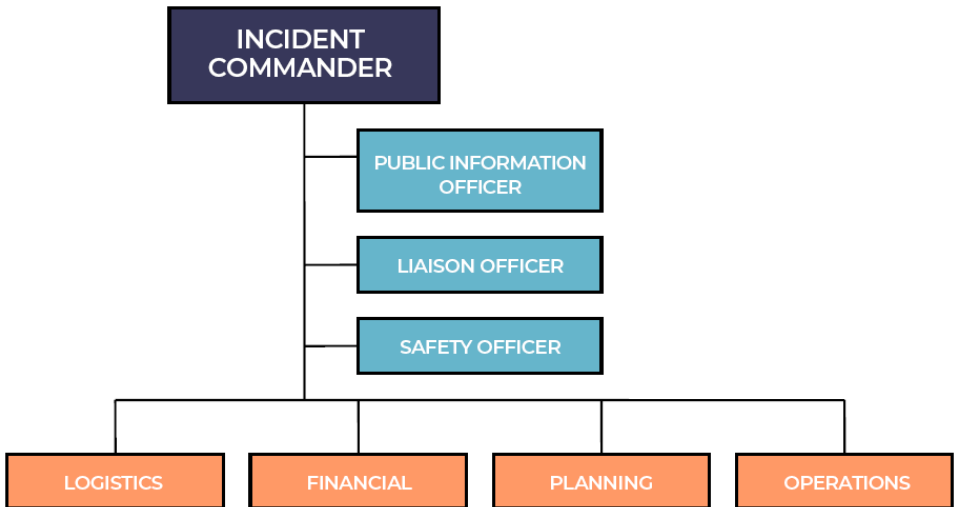 INCIDENT
COMMANDER
PUBLIC INFORMATION
OFFICER
LIAISON OFFICER
SAFETY OFFICER
LOGISTICS
FINANCIAL
PLANNING
OPERATIONS